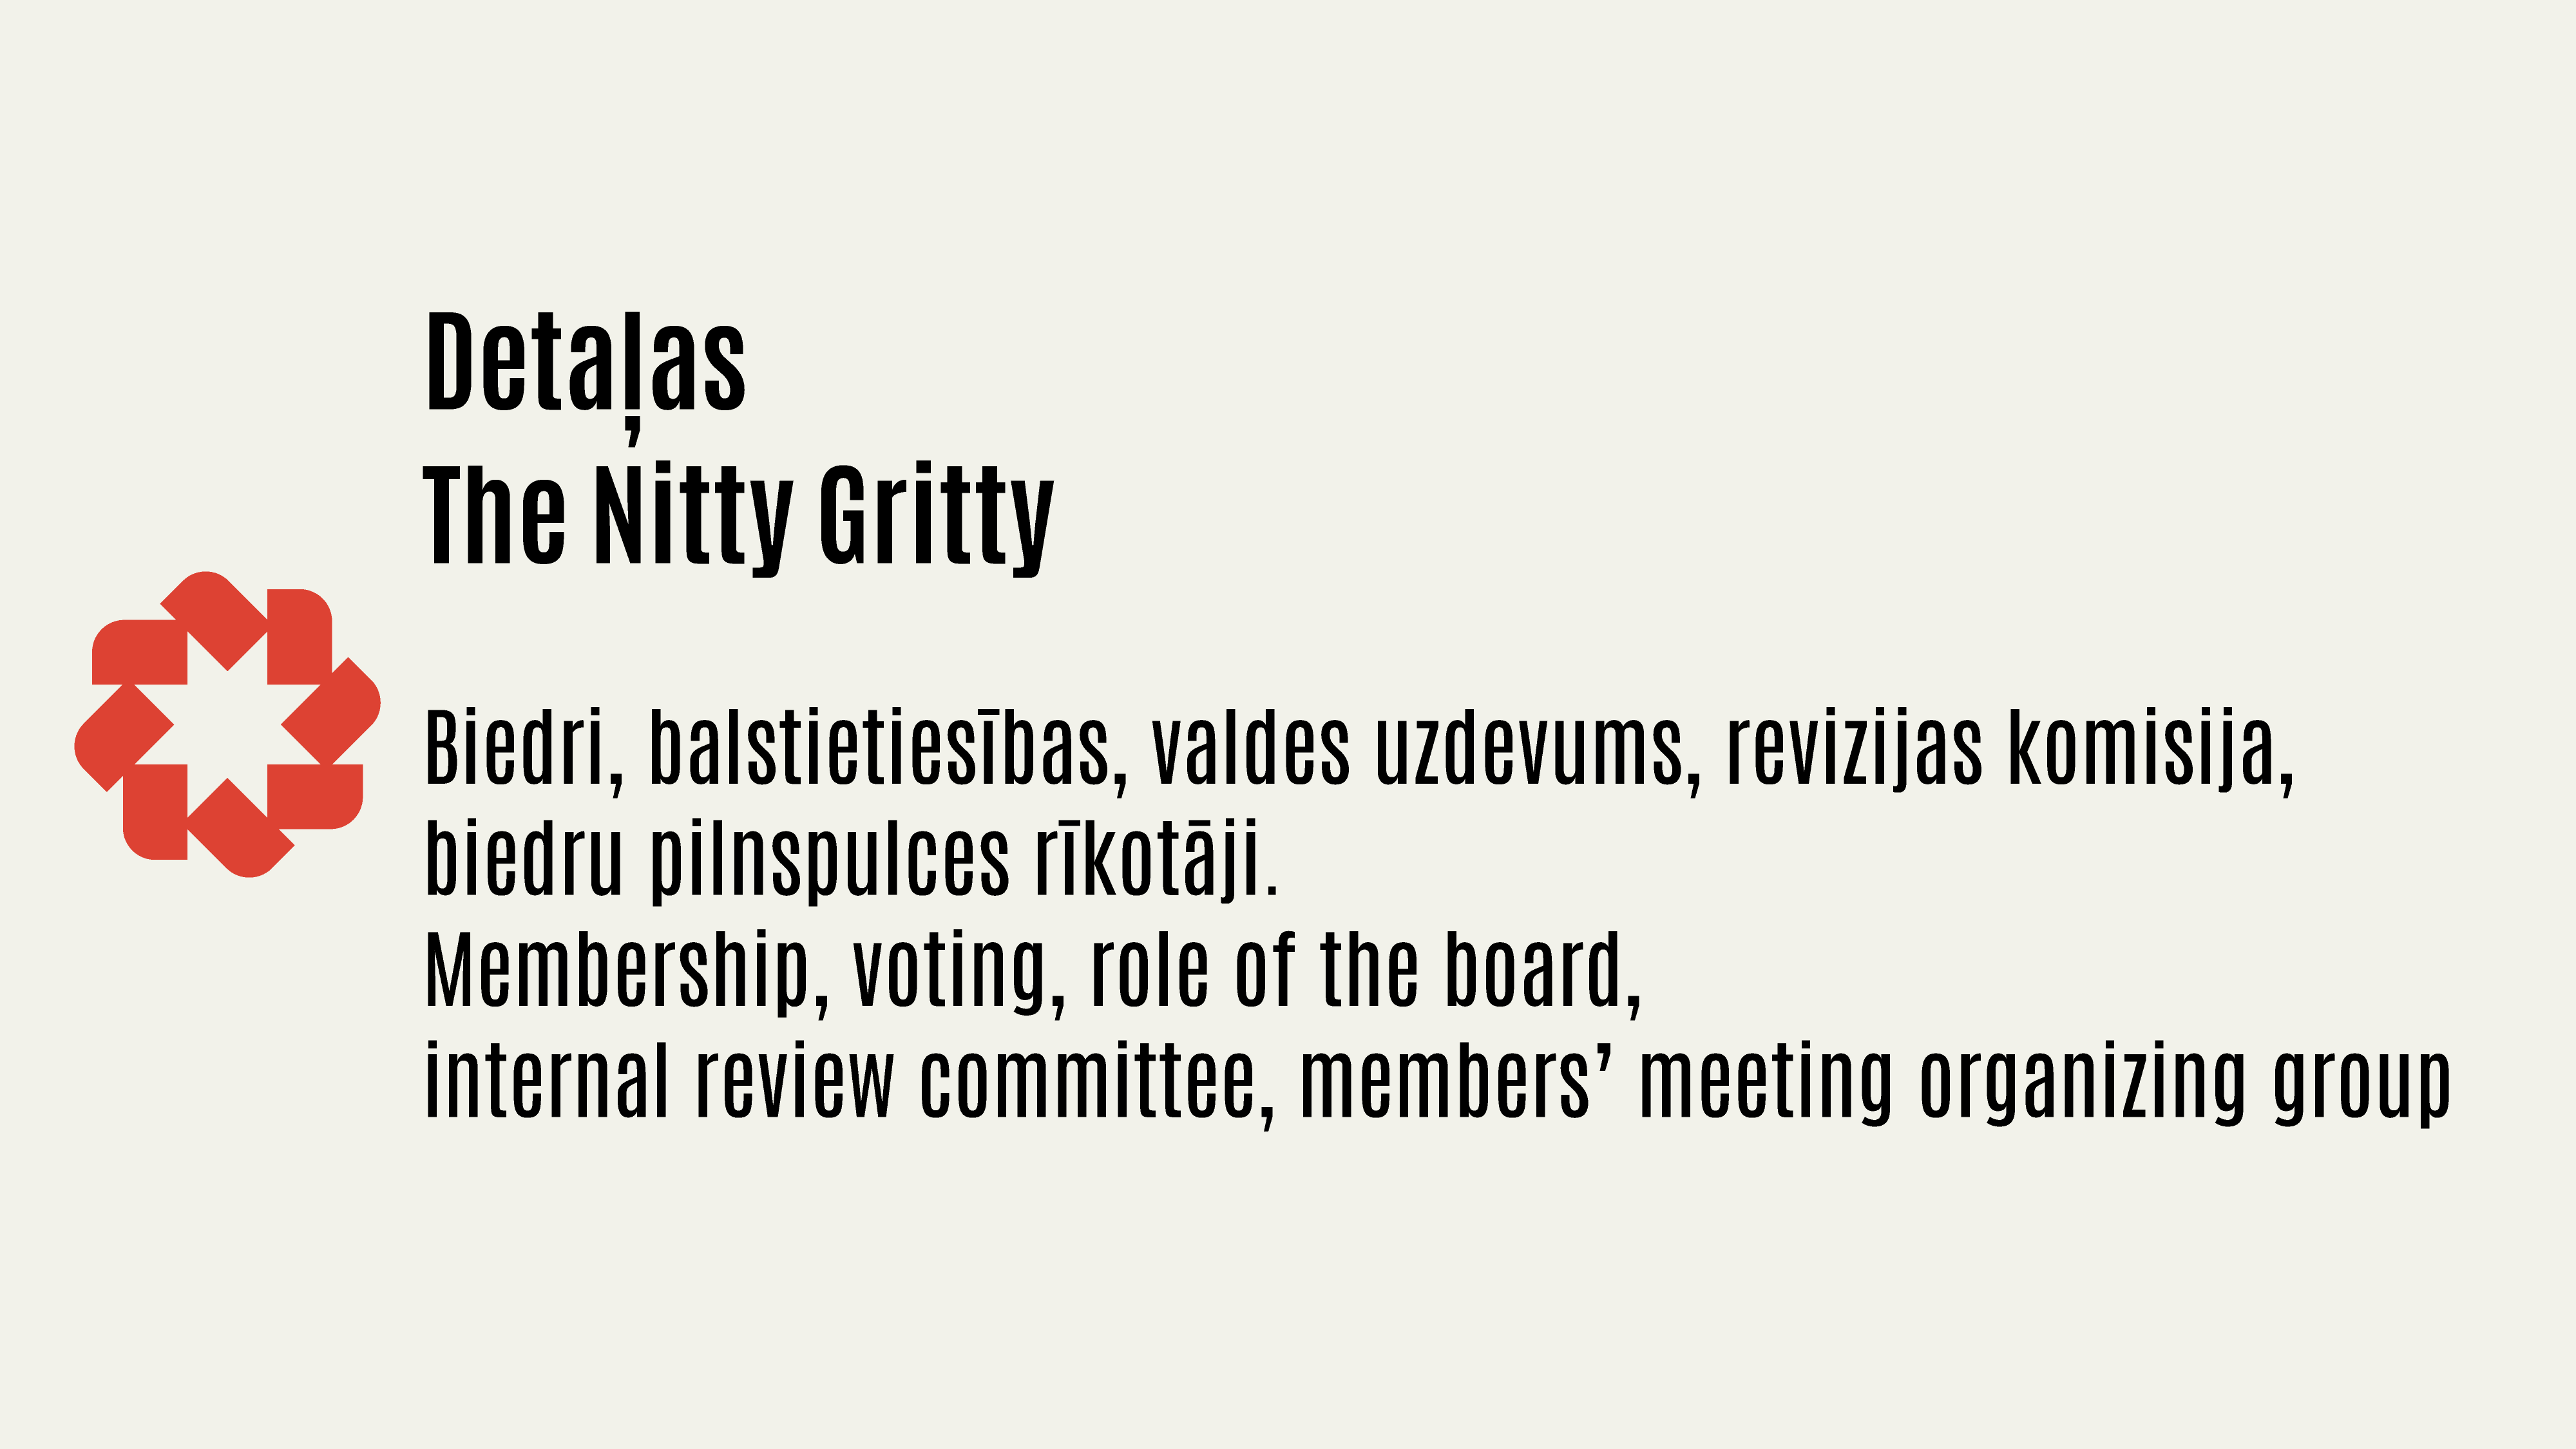 Detaļas
The Nitty Gritty
Biedri, balstietiesības, valdes uzdevums, revizijas komisija,
biedru pilnspulces rīkotāji.
Membership, voting, role of the board,
internal review committee, members’ meeting organizing group